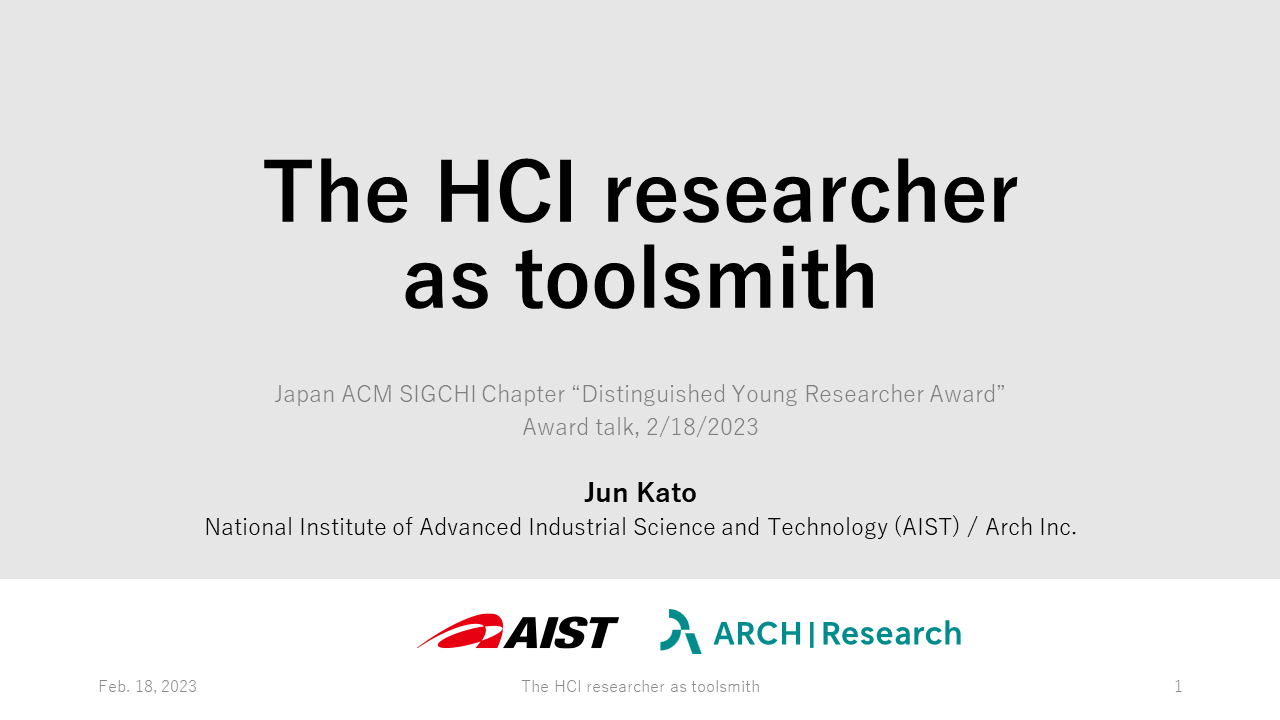 The HCI researcher
as toolsmith
Japan ACM SIGCHI Chapter “Distinguished Young Researcher Award”
Award talk, 2/18/2023
Jun Kato
National Institute of Advanced Industrial Science and Technology (AIST) / Arch Inc.
AIST ARCH|Research
Feb. 18, 2023 The HCI researcher as toolsmith 1